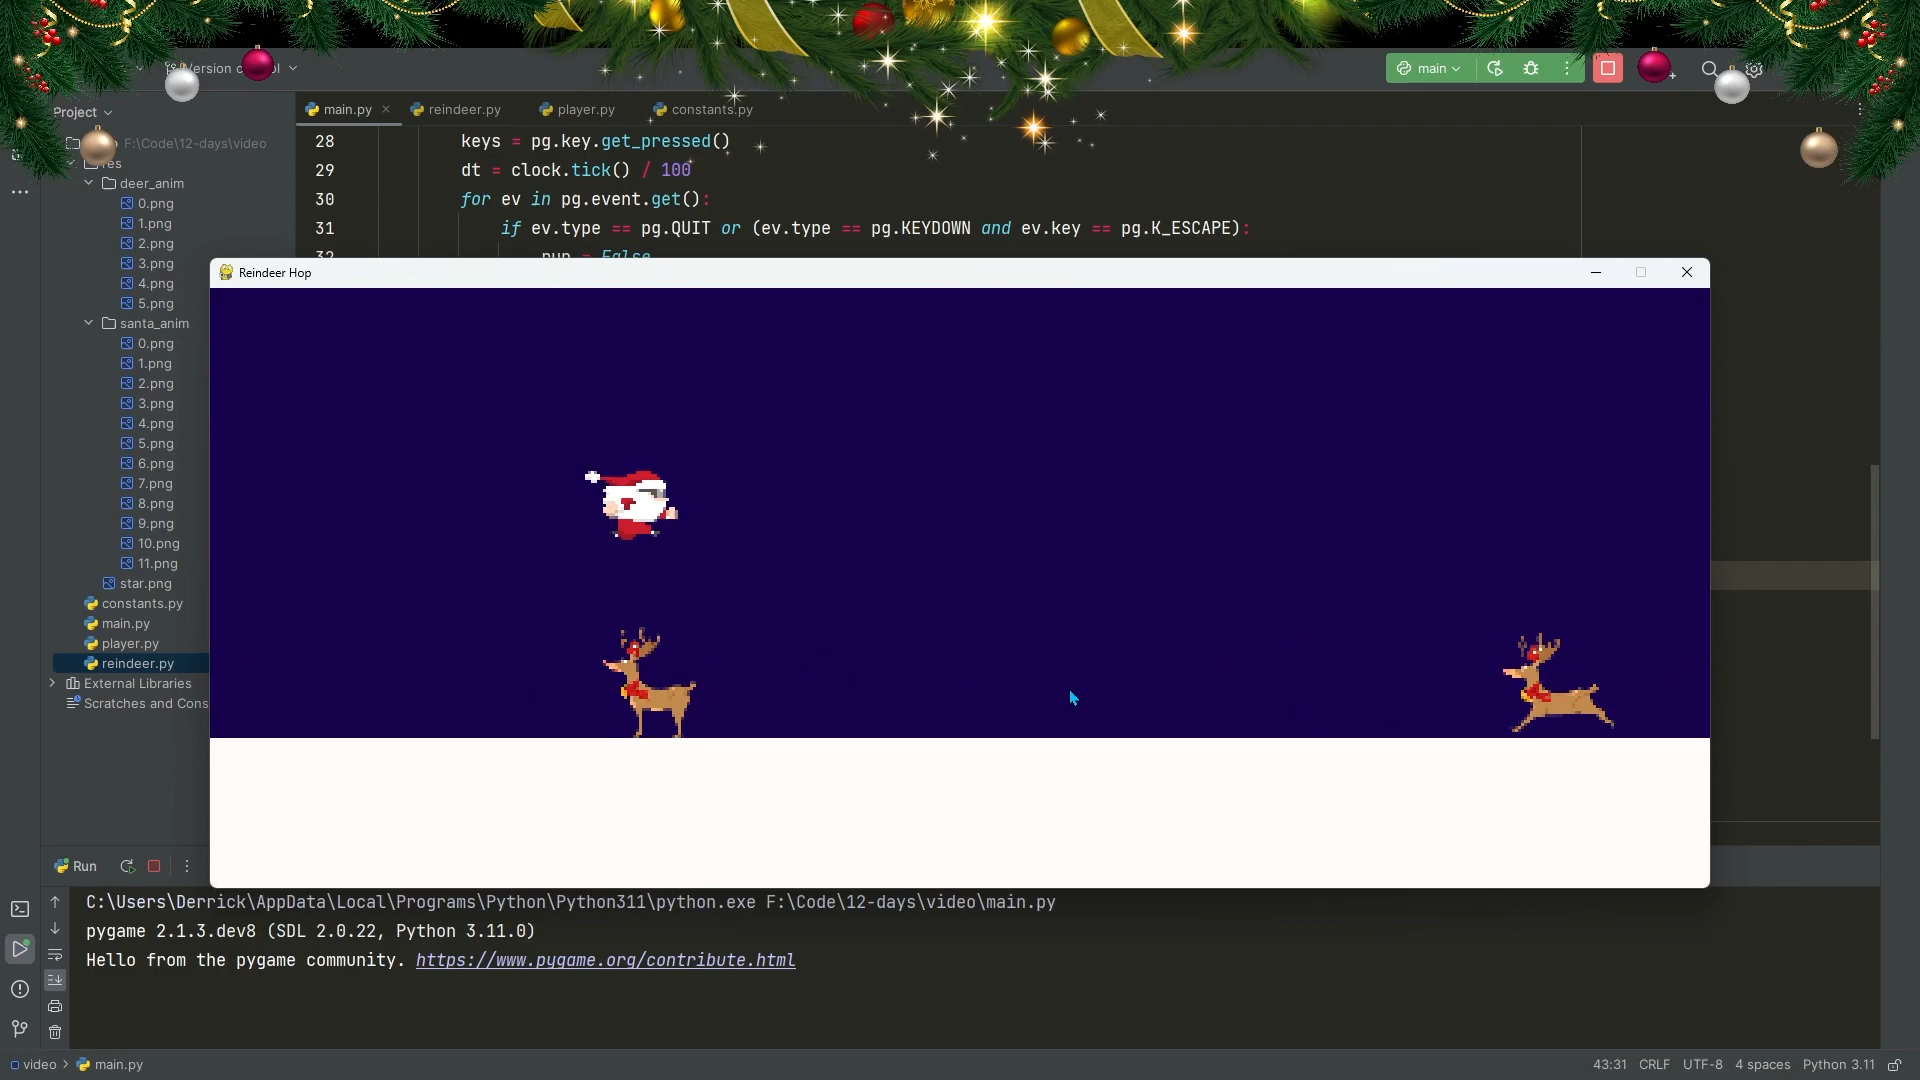 Version c
main
Project
main.py
reindeer.py
player.py
constants.py
F:\Code\12-days\video
res
deer_anim
0.png
1.png
2.png
3.png
4.png
5.png
santa_anim
0.png
1.png
2.png
3.png
4.png
5.png
6.png
7.png
8.png
9.png
10.png
11.png
star.png
constants.py
main.py
player.py
reindeer.py
External Libraries
Scratches and Cons
28 keys = pg.key.get_pressed()
29 dt = clock.tick() / 100
30 for ev in pg.event.get():
31 if ev.type == pg.QUIT or (ev.type == pg.KEYDOWN and ev.key == pg.K_ESCAPE):
32 run = False
Reindeer Hop
Run
C:\Users\Derrick\AppData\Local\Programs\Python\Python311\python.exe F:\Code\12-days\video\main.py
pygame 2.1.3.dev8 (SDL 2.0.22, Python 3.11.0)
Hello from the pygame community. https://www.pygame.org/contribute.html
video > main.py
43:31 CRLF UTF-8 4 spaces Python 3.11